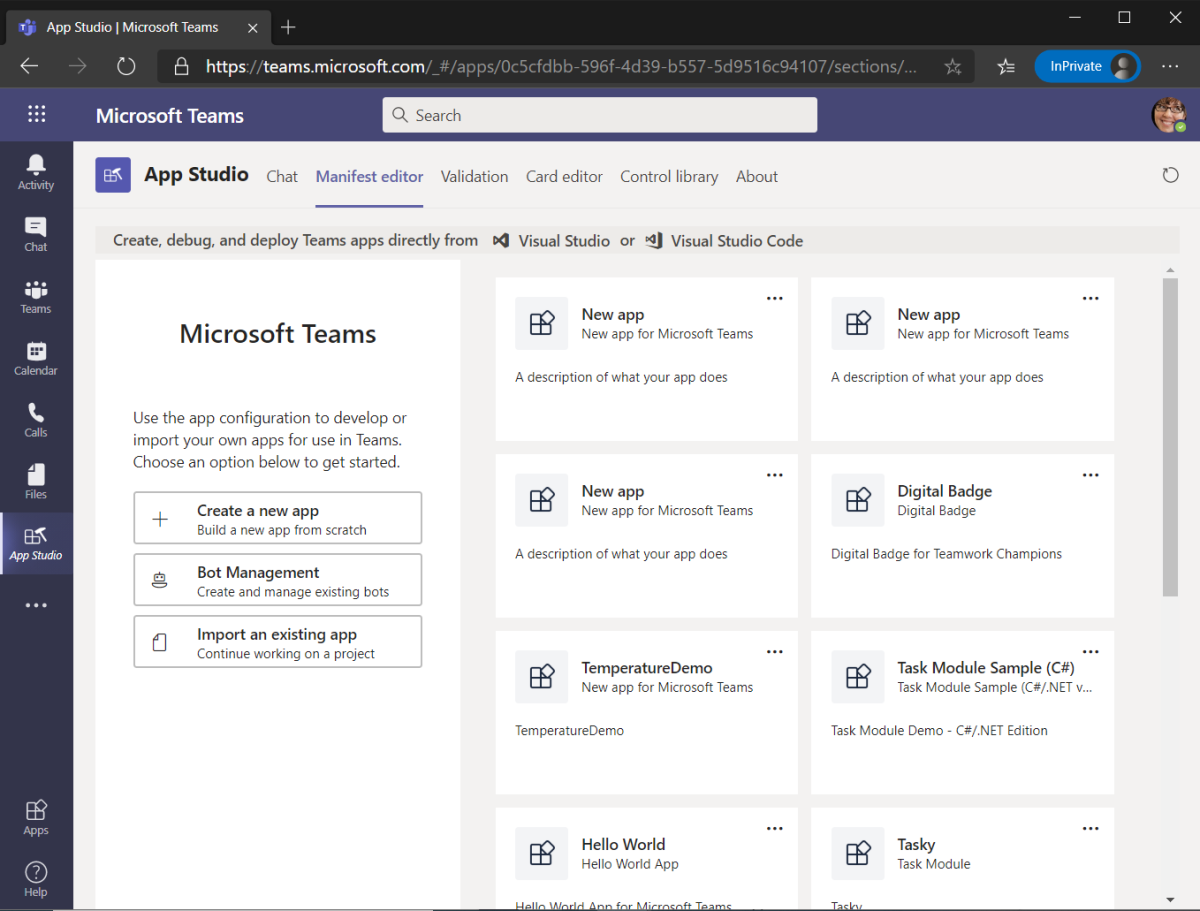 App Studio | Microsoft Teams
https://teams.microsoft.com/_#/apps/0c5cfdbb-596f-4d39-b557-5d9516c94107/sections/...
InPrivate
Microsoft Teams
Search
Activity
Chat
Teams
Calendar
Calls
Files
App Studio
Apps
Help
App Studio
Chat
Manifest editor
Validation
Card editor
Control library
About
Create, debug, and deploy Teams apps directly from Visual Studio or Visual Studio Code
Microsoft Teams
Use the app configuration to develop or
import your own apps for use in Teams.
Choose an option below to get started.
Create a new app
Build a new app from scratch
Bot Management
Create and manage existing bots
Import an existing app
Continue working on a project
New app
New app for Microsoft Teams
A description of what your app does
New app
New app for Microsoft Teams
A description of what your app does
New app
New app for Microsoft Teams
A description of what your app does
Digital Badge
Digital Badge
Digital Badge for Teamwork Champions
TemperatureDemo
New app for Microsoft Teams
TemperatureDemo
Task Module Sample (C#)
Task Module Sample (C#/.NET v...
Task Module Demo - C#/.NET Edition
Hello World
Hello World App
Hello World App for Microsoft Teams
Tasky
Task Module
Tasky